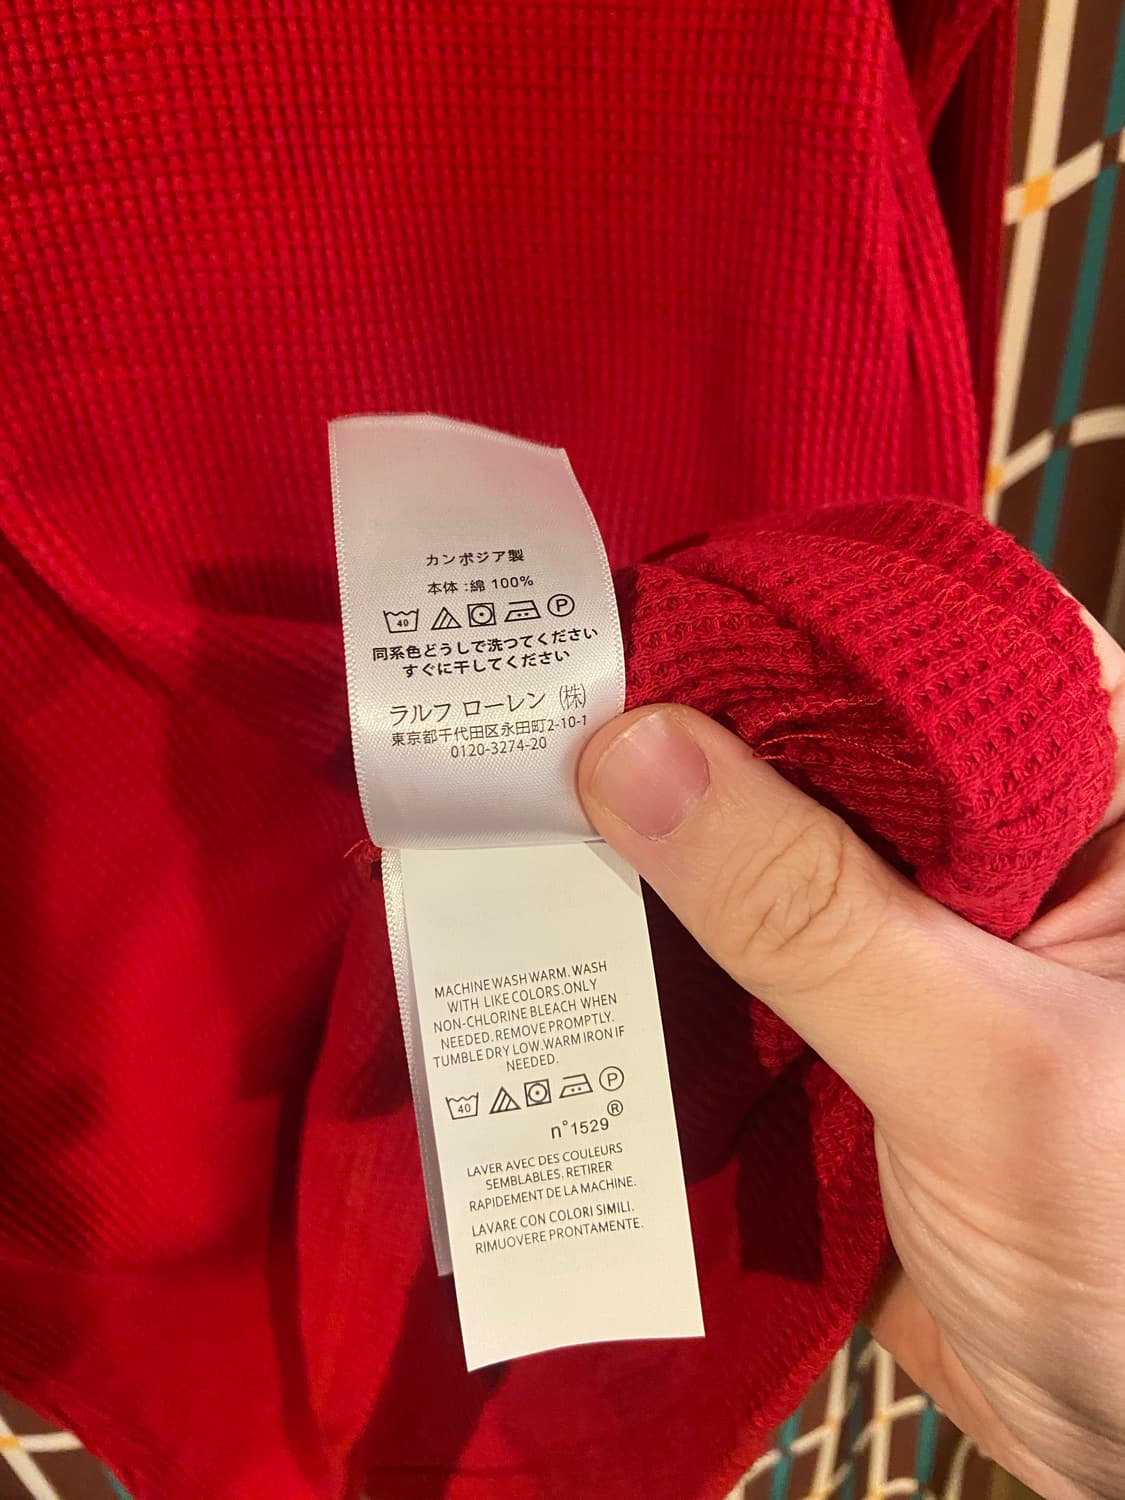 カンボジア製
本体 :綿 100%
40 P
同系色どうしで洗つてください
すぐに干してください
ラルフ ローレン (株)
東京都千代田区永田町2-10-1
0120-3274-20
MACHINE WASH WARM. WASH
WITH LIKE COLORS. ONLY
NON-CHLORINE BLEACH WHEN
NEEDED. REMOVE PROMPTLY.
TUMBLE DRY LOW. WARM IRON IF
NEEDED.
40 P
n°1529®
LAVER AVEC DES COULEURS
SEMBLABLES. RETIRER
RAPIDEMENT DE LA MACHINE.
LAVARE CON COLORI SIMILI.
RIMUOVERE PRONTAMENTE.